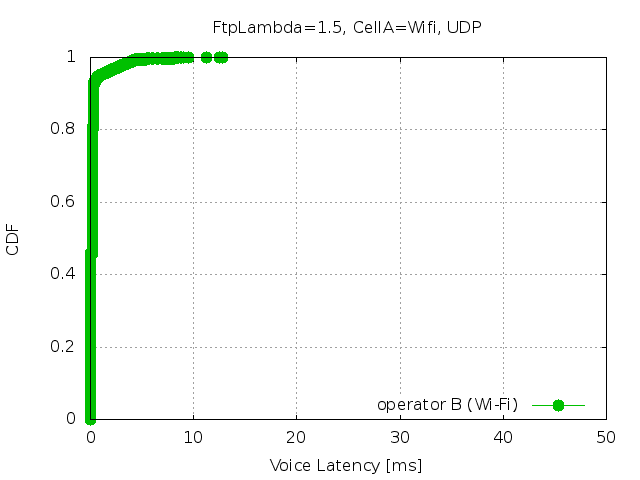 FtpLambda=1.5, CellA=Wifi, UDP
1
0.8
0.6
0.4
0.2
0
CDF
operator B (Wi-Fi)
0 10 20 30 40 50
Voice Latency [ms]